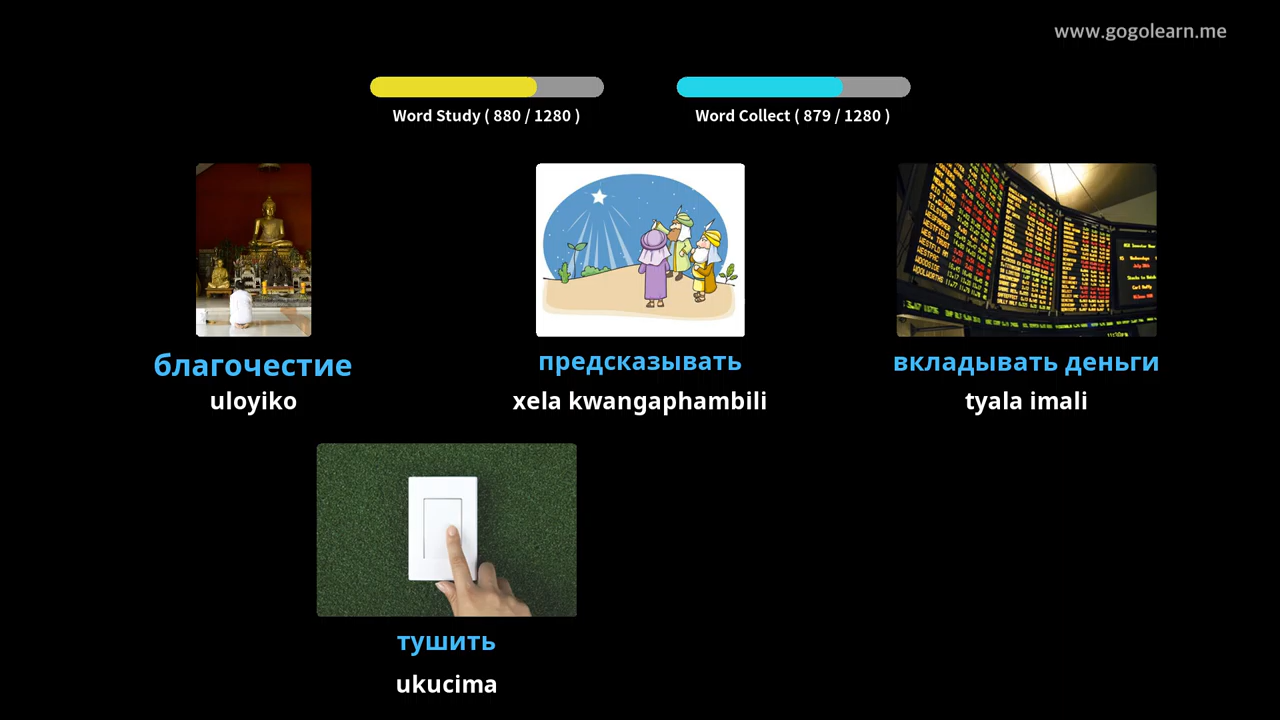 www.gogolearn.me
Word Study ( 880 / 1280 )
Word Collect ( 879 / 1280 )
благочестие
uloyiko
предсказывать
xela kwangaphambili
вкладывать деньги
tyala imali
тушить
ukucima